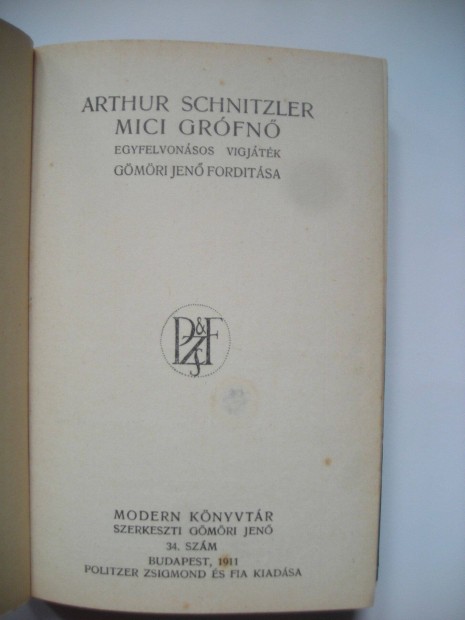 ARTHUR SCHNITZLER
MICI GRÓFNŐ
EGYFELVONÁSOS VIGJÁTÉK
GÖMÖRI JENŐ FORDITÁSA
PZ&F
MODERN KÖNYVTÁR
SZERKESZTI GÖMÖRI JENŐ
34. SZÁM
BUDAPEST, 1911
POLITZER ZSIGMOND ÉS FIA KIADÁSA